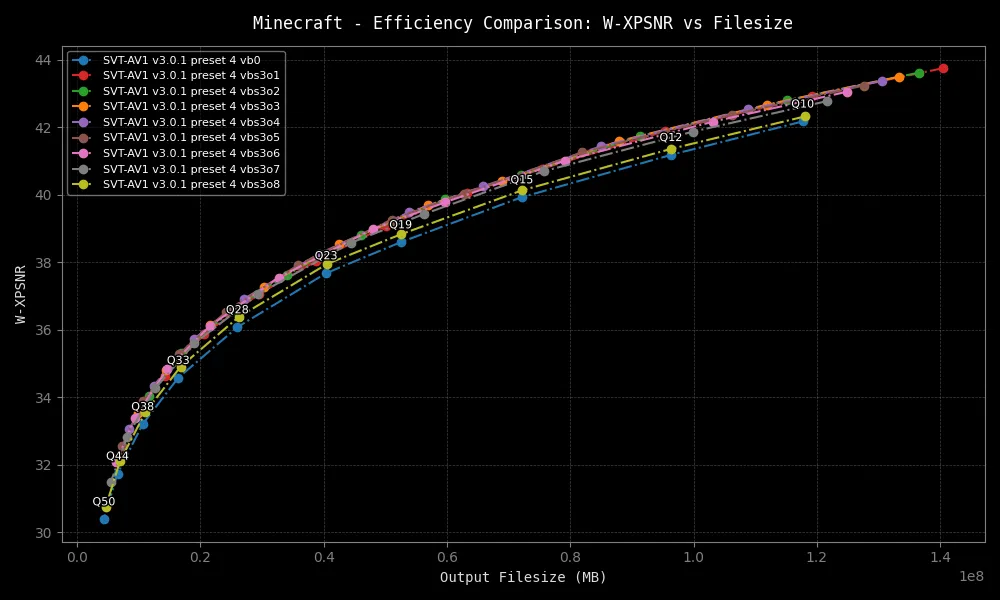 Minecraft - Efficiency Comparison: W-XPSNR vs Filesize
SVT-AV1 v3.0.1 preset 4 vb0
SVT-AV1 v3.0.1 preset 4 vbs3o1
SVT-AV1 v3.0.1 preset 4 vbs3o2
SVT-AV1 v3.0.1 preset 4 vbs3o3
SVT-AV1 v3.0.1 preset 4 vbs3o4
SVT-AV1 v3.0.1 preset 4 vbs3o5
SVT-AV1 v3.0.1 preset 4 vbs3o6
SVT-AV1 v3.0.1 preset 4 vbs3o7
SVT-AV1 v3.0.1 preset 4 vbs3o8
44
42
40
38
36
34
32
30
W-XPSNR
Q10
Q12
Q15
Q19
Q23
Q28
Q33
Q38
Q44
Q50
0.0 0.2 0.4 0.6 0.8 1.0 1.2 1.4
1e8
Output Filesize (MB)